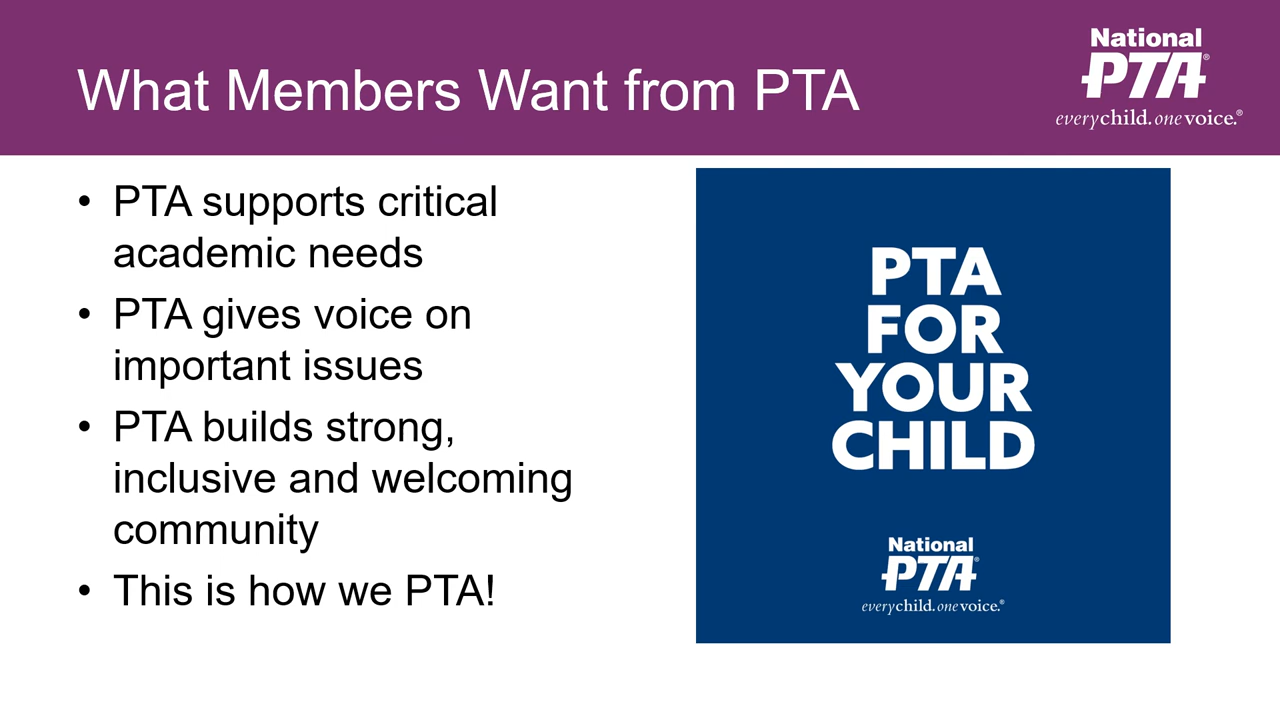 What Members Want from PTA
National
PTA®
everychild.onevoice.®
• PTA supports critical
academic needs
• PTA gives voice on
important issues
• PTA builds strong,
inclusive and welcoming
community
• This is how we PTA!
PTA
FOR
YOUR
CHILD
National
PTA®
everychild.onevoice.®